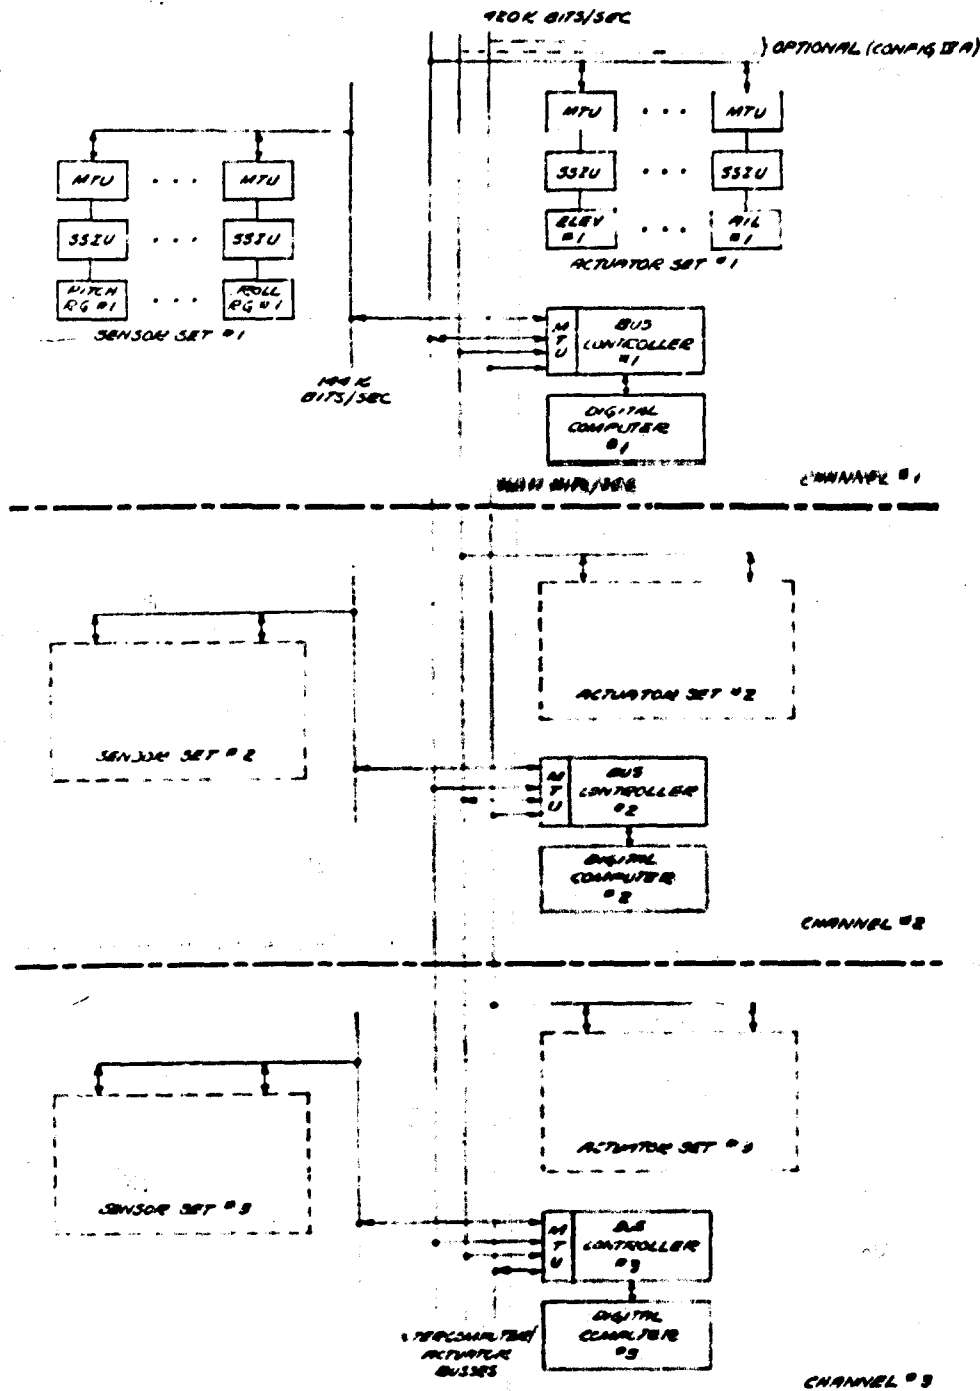 420K BITS/SEC
} OPTIONAL (CONFIG IV A)
MTU . . . MTU
MTU . . . MTU
SSIU . . . SSIU
SSIU . . . SSIU
ELEV #1 . . . AIL #1
ACTUATOR SET #1
PITCH RG #1 . . . ROLL RG #1
SENSOR SET #1
MTU
BUS CONTROLLER #1
144 K
BITS/SEC
DIGITAL COMPUTER #1
CHANNEL #1
ACTUATOR SET #2
SENSOR SET #2
MTU
BUS CONTROLLER #2
DIGITAL COMPUTER #2
CHANNEL #2
ACTUATOR SET #3
SENSOR SET #3
MTU
BUS CONTROLLER #3
DIGITAL COMPUTER #3
NTERCOMPUTER/
ACTUATOR
BUSSES
CHANNEL #3